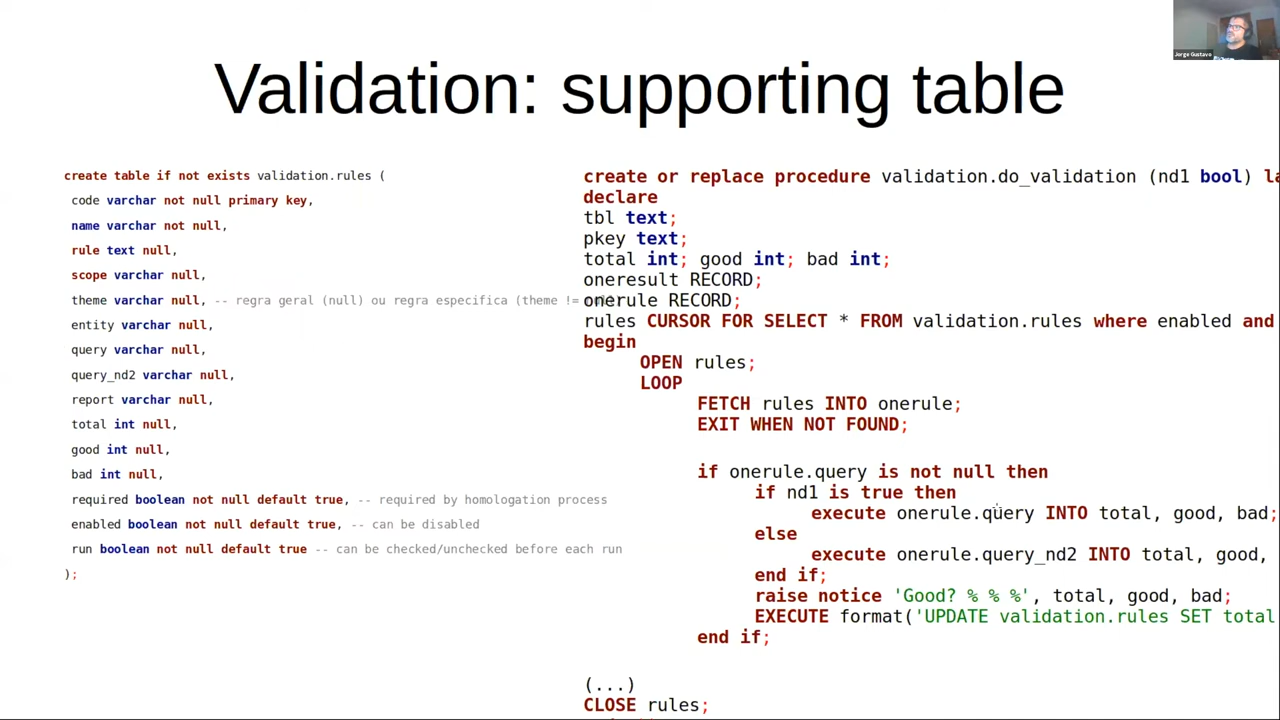 Jorge Gustavo
Validation: supporting table
create table if not exists validation.rules (
code varchar not null primary key,
name varchar not null,
rule text null,
scope varchar null,
theme varchar null, -- regra geral (null) ou regra especifica (theme !=
entity varchar null,
query varchar null,
query_nd2 varchar null,
report varchar null,
total int null,
good int null,
bad int null,
required boolean not null default true, -- required by homologation process
enabled boolean not null default true, -- can be disabled
run boolean not null default true -- can be checked/unchecked before each run
);
create or replace procedure validation.do_validation (nd1 bool) la
declare
tbl text;
pkey text;
total int; good int; bad int;
oneresult RECORD;
onerule RECORD;
rules CURSOR FOR SELECT * FROM validation.rules where enabled and
begin
OPEN rules;
LOOP
FETCH rules INTO onerule;
EXIT WHEN NOT FOUND;
if onerule.query is not null then
if nd1 is true then
execute onerule.query INTO total, good, bad;
else
execute onerule.query_nd2 INTO total, good,
end if;
raise notice 'Good? % % %', total, good, bad;
EXECUTE format('UPDATE validation.rules SET total
end if;
(...)
CLOSE rules;